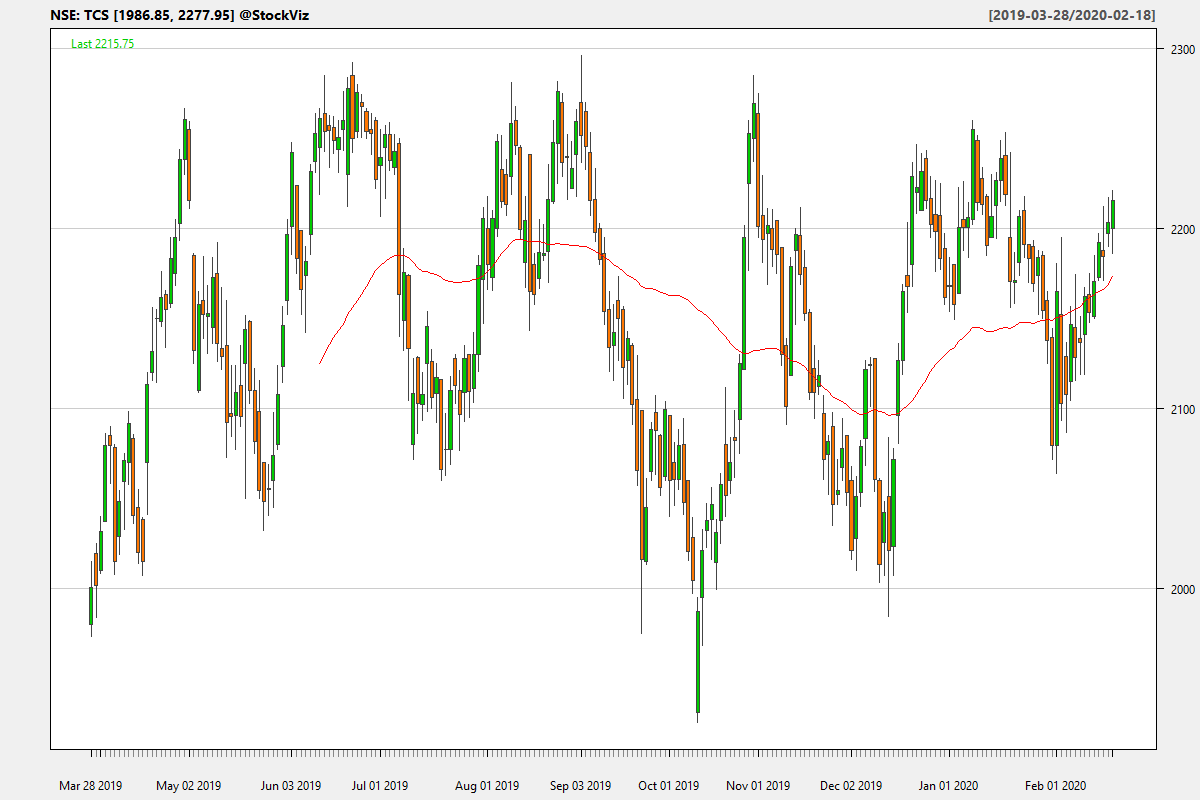 NSE: TCS [1986.85, 2277.95] @StockViz
[2019-03-28/2020-02-18]
Last 2215.75
2300
2200
2100
2000
Mar 28 2019
May 02 2019
Jun 03 2019
Jul 01 2019
Aug 01 2019
Sep 03 2019
Oct 01 2019
Nov 01 2019
Dec 02 2019
Jan 01 2020
Feb 01 2020